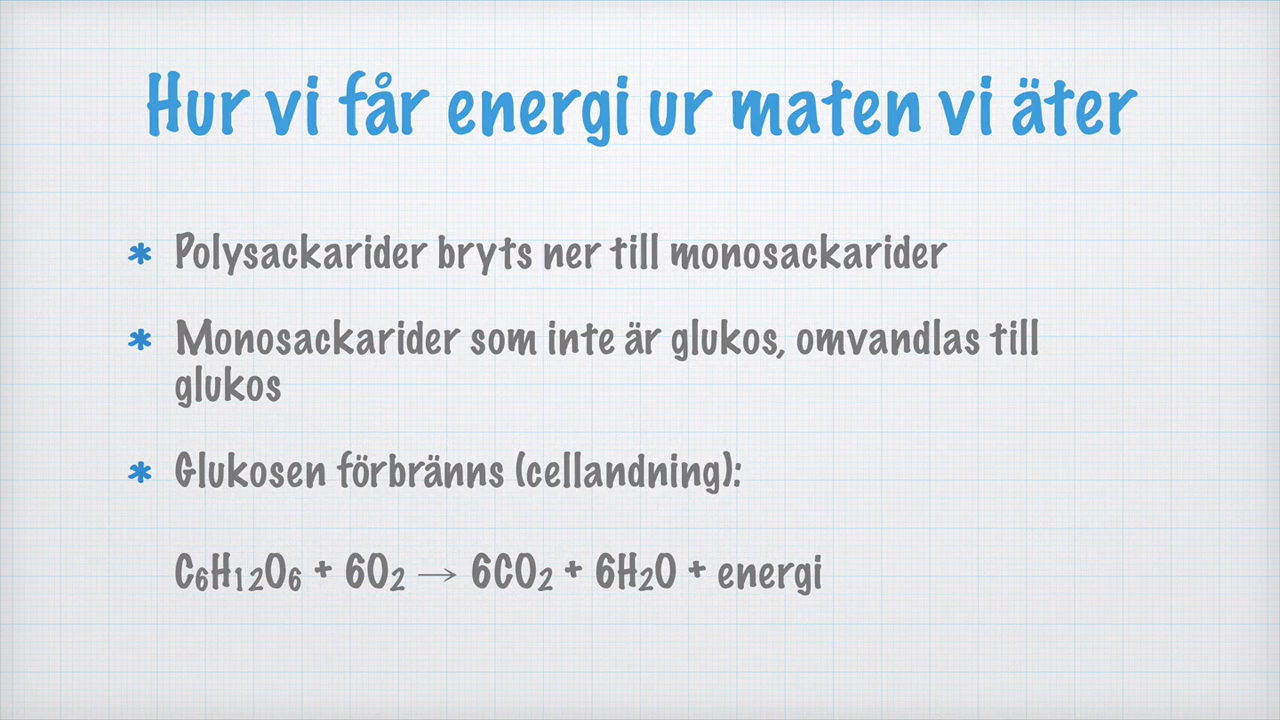 Hur vi får energi ur maten vi äter
* Polysackarider bryts ner till monosackarider
* Monosackarider som inte är glukos, omvandlas till
glukos
* Glukosen förbränns (cellandning):
C₆H₁₂O₆ + 6O₂ → 6CO₂ + 6H₂O + energi